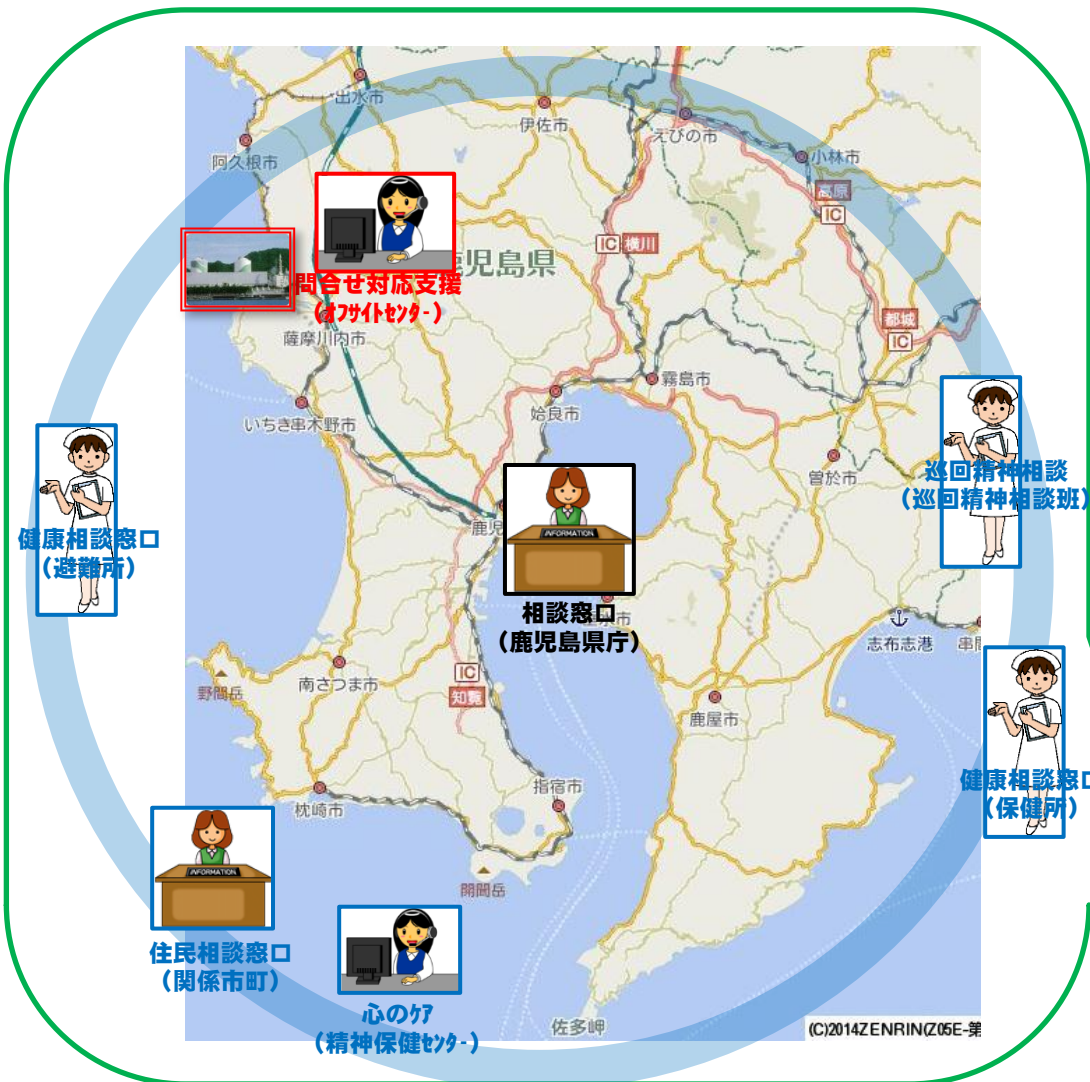 出水市
伊佐市
えびの市
阿久根市
小林市
高原
IC
IC 横川
児島県
問合せ対応支援
(ｵﾌｻｲﾄｾﾝﾀｰ)
都城
IC
薩摩川内市
霧島市
姶良市
いちき串木野市
曽於市
巡回精神相談
(巡回精神相談班)
鹿児
INFORMATION
健康相談窓口
(避難所)
相談窓口
(鹿児島県庁)
志布志港
串間
IC
知覧
南さつま市
野間岳
鹿屋市
指宿市
健康相談窓口
(保健所)
枕崎市
開聞岳
INFORMATION
住民相談窓口
(関係市町)
心のｹｱ
(精神保健ｾﾝﾀｰ)
佐多岬
(C)2014ZENRIN(Z05E-第